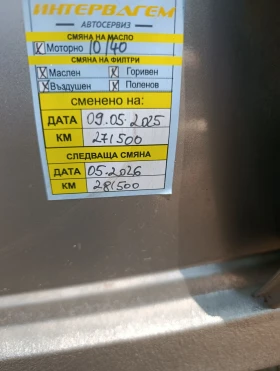 ИНТЕРВАГЕМ
АВТОСЕРВИЗ
СМЯНА НА МАСЛО
X Моторно 10/40
СМЯНА НА ФИЛТРИ
X Маслен X Горивен
X Въздушен X Поленов
сменено на:
ДАТА 09.05.2025
КМ 271500
СЛЕДВАЩА СМЯНА
ДАТА 05.2026
КМ 281500